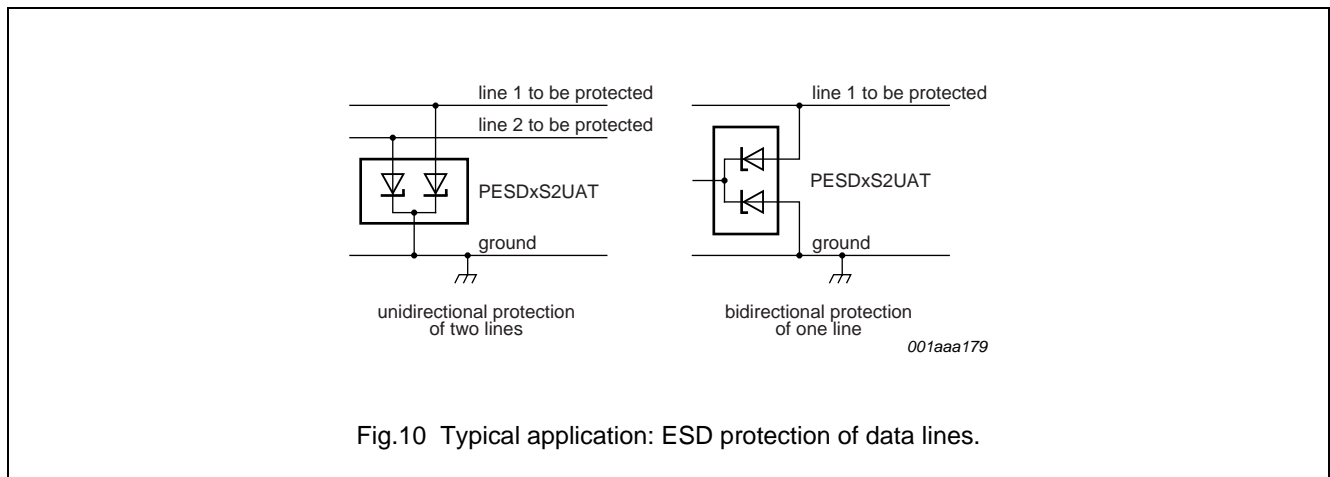 line 1 to be protected
line 2 to be protected
PESDxS2UAT
ground
unidirectional protection
of two lines
line 1 to be protected
PESDxS2UAT
ground
bidirectional protection
of one line
001aaa179
Fig.10 Typical application: ESD protection of data lines.